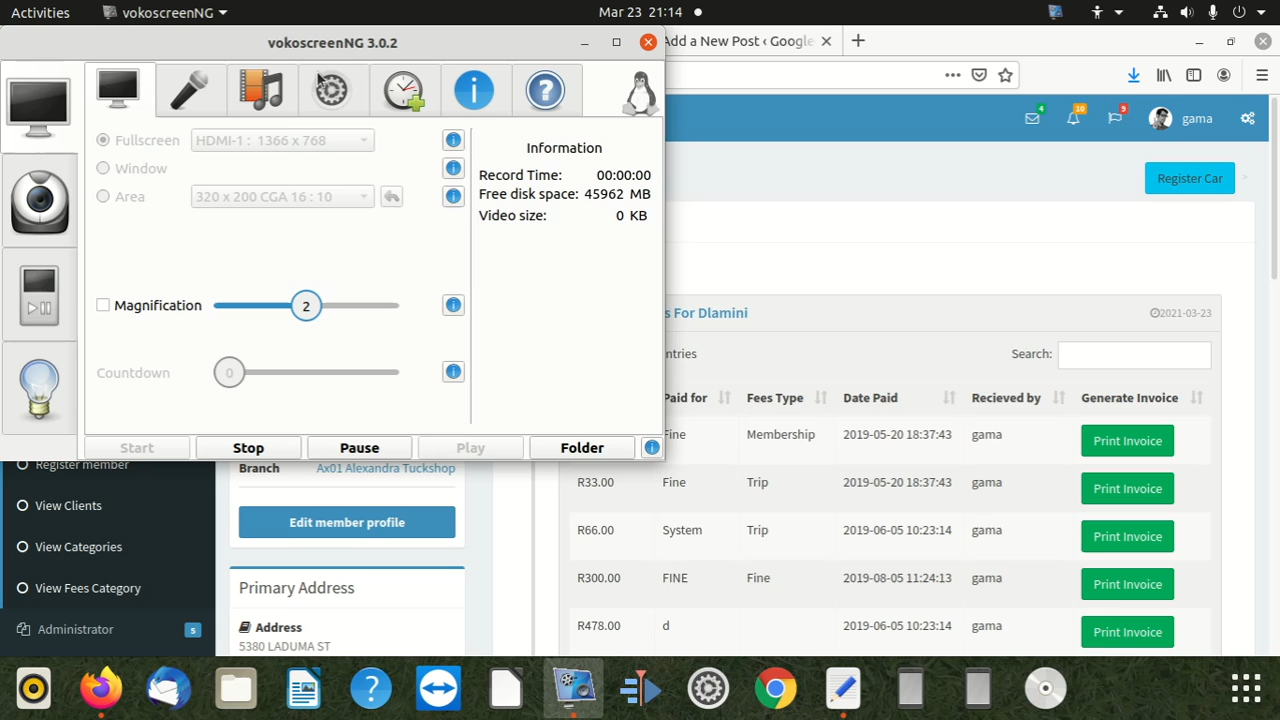 Activities
vokoscreenNG
Mar 23 21:14
vokoscreenNG 3.0.2
Add a New Post ‹ Google
Fullscreen
HDMI-1 : 1366 x 768
Window
Area
320 x 200 CGA 16 : 10
Information
Record Time: 00:00:00
Free disk space: 45962 MB
Video size: 0 KB
Magnification
2
Countdown
0
Start
Stop
Pause
Play
Folder
4
10
9
gama
Register Car
s For Dlamini
2021-03-23
ntries
Search:
Paid for
Fees Type
Date Paid
Recieved by
Generate Invoice
Fine
Membership
2019-05-20 18:37:43
gama
Print Invoice
R33.00
Fine
Trip
2019-05-20 18:37:43
gama
Print Invoice
R66.00
System
Trip
2019-06-05 10:23:14
gama
Print Invoice
R300.00
FINE
Fine
2019-08-05 11:24:13
gama
Print Invoice
R478.00
d
2019-06-05 10:23:14
gama
Print Invoice
Register member
View Clients
View Categories
View Fees Category
Administrator
5
Branch
Ax01 Alexandra Tuckshop
Edit member profile
Primary Address
Address
5380 LADUMA ST